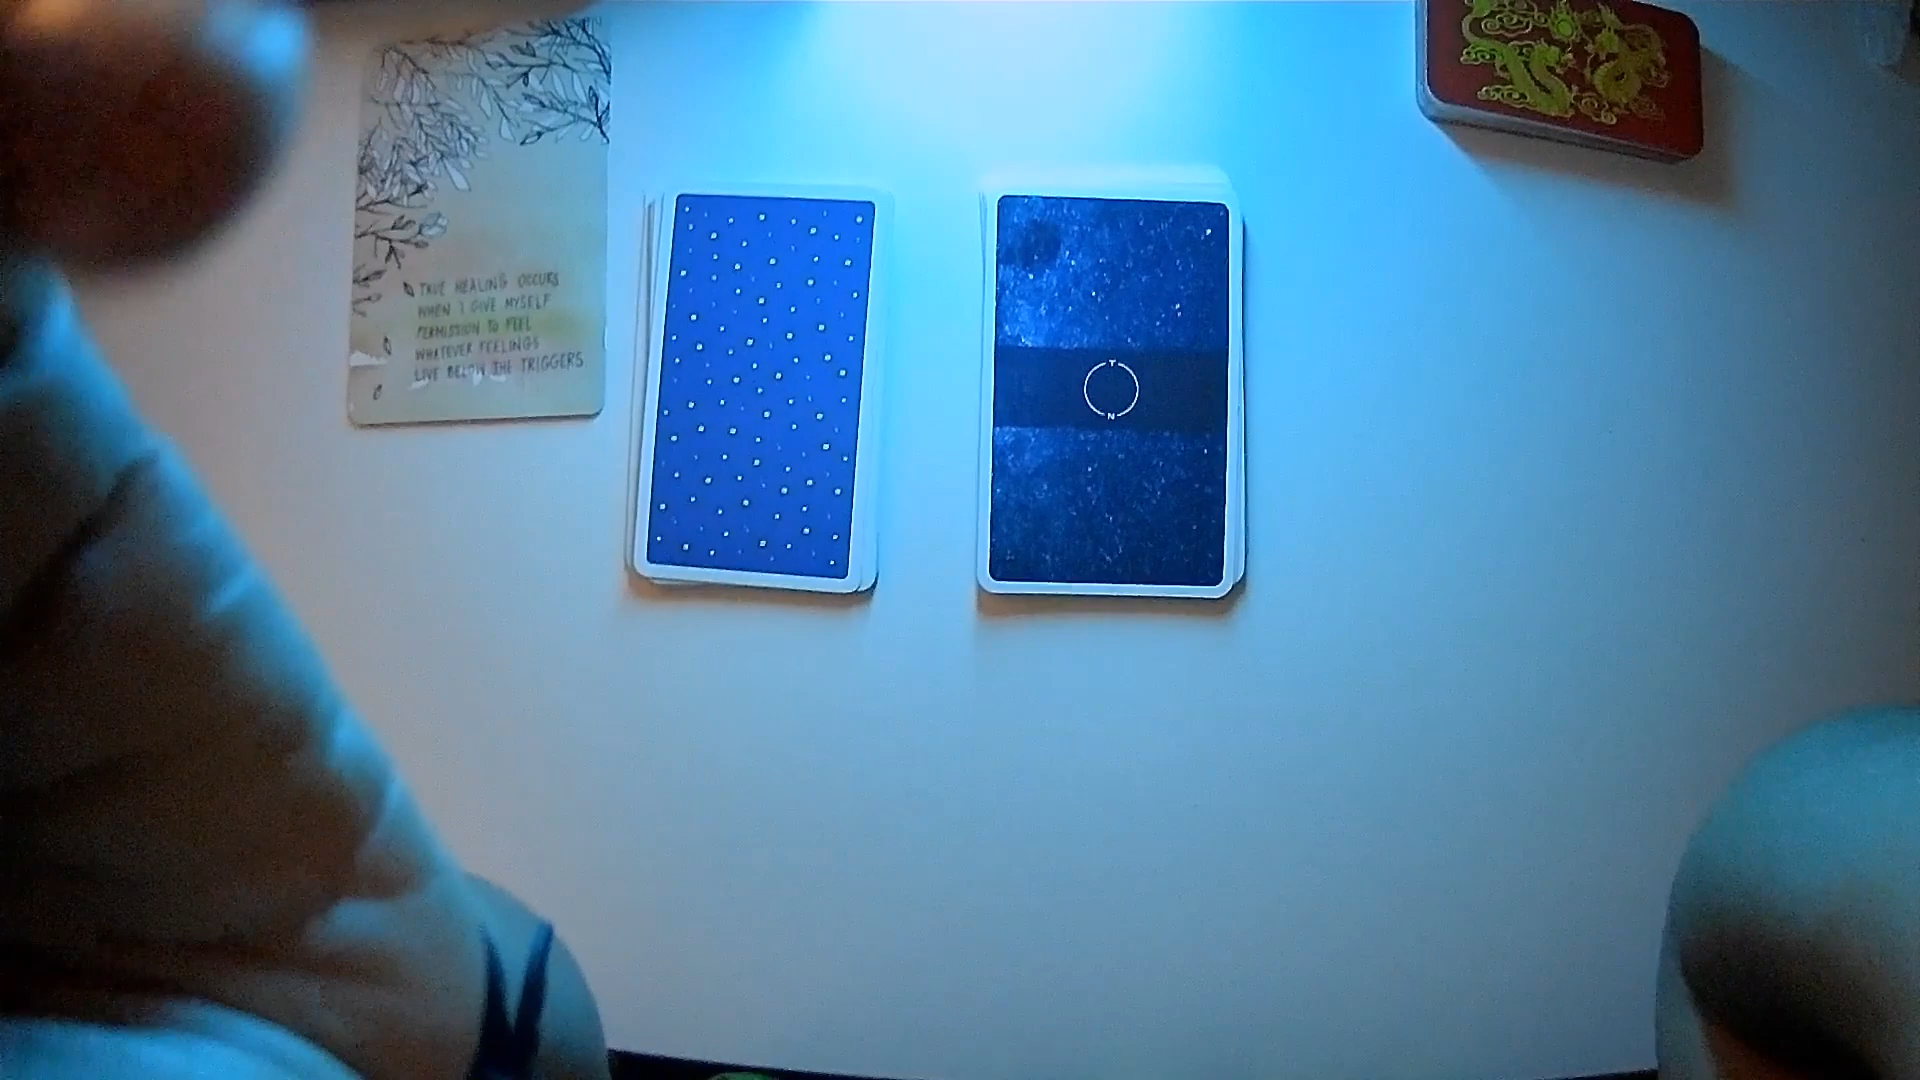 TRUE HEALING OCCURS
WHEN I GIVE MYSELF
PERMISSION TO FEEL
WHATEVER FEELINGS
LIVE BELOW THE TRIGGERS
T
N